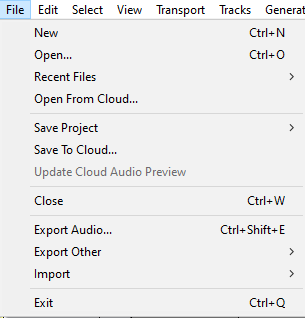 File Edit Select View Transport Tracks Generat
New Ctrl+N
Open... Ctrl+O
Recent Files
Open From Cloud...
Save Project
Save To Cloud...
Update Cloud Audio Preview
Close Ctrl+W
Export Audio... Ctrl+Shift+E
Export Other
Import
Exit Ctrl+Q